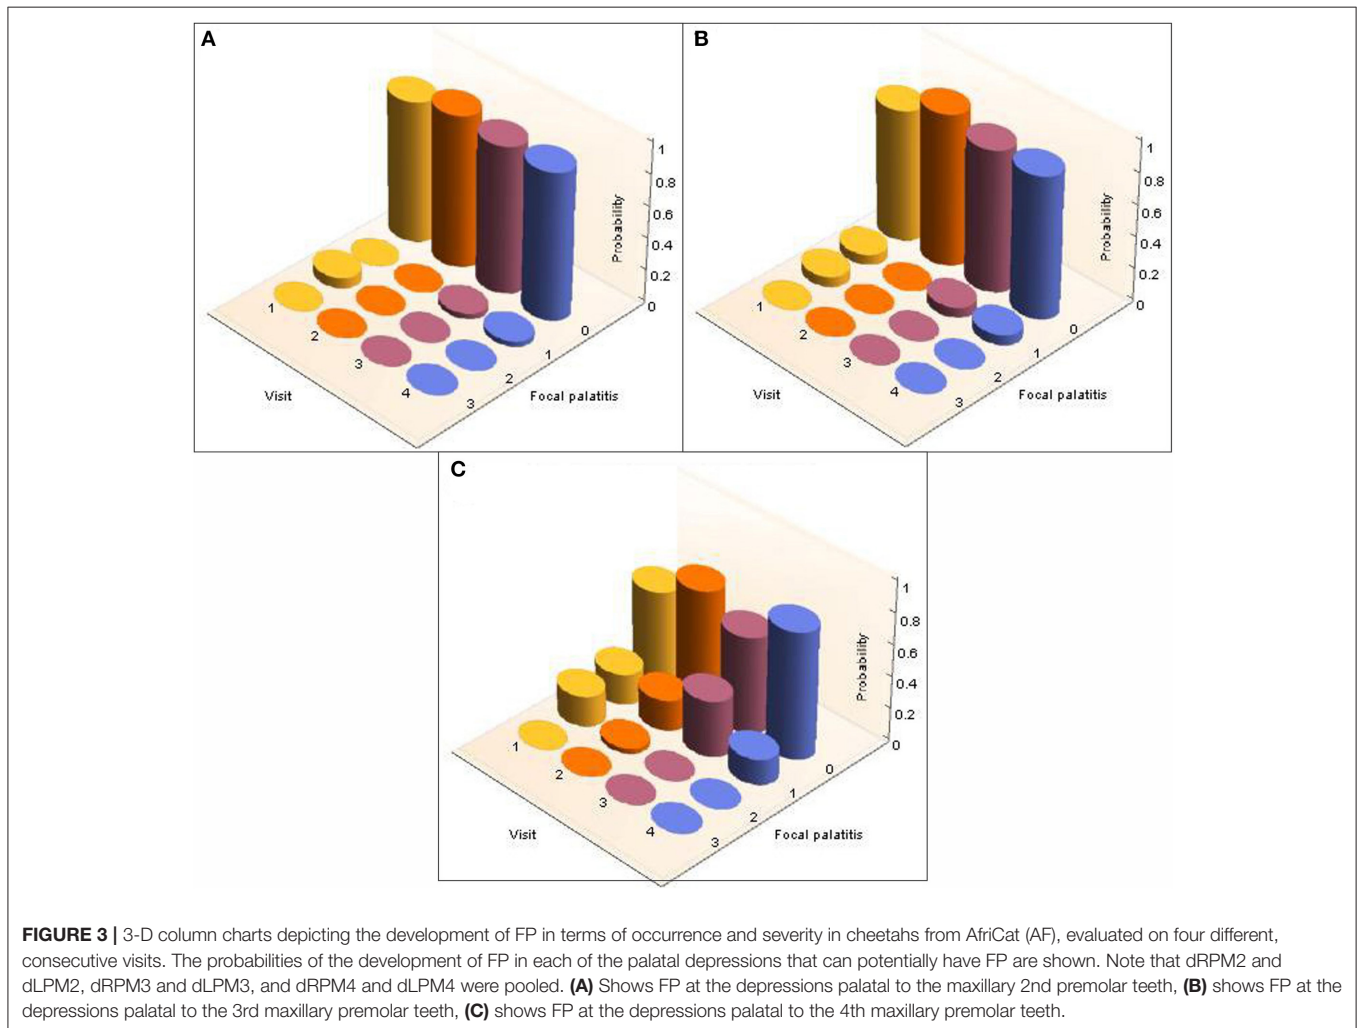 A
1
0.8
0.6
0.4
0.2
0
Probability
0
1
2
3
Focal palatitis
1
2
3
4
Visit
B
1
0.8
0.6
0.4
0.2
0
Probability
0
1
2
3
Focal palatitis
1
2
3
4
Visit
C
1
0.8
0.6
0.4
0.2
0
Probability
0
1
2
3
Focal palatitis
1
2
3
4
Visit
FIGURE 3 | 3-D column charts depicting the development of FP in terms of occurrence and severity in cheetahs from AfriCat (AF), evaluated on four different,
consecutive visits. The probabilities of the development of FP in each of the palatal depressions that can potentially have FP are shown. Note that dRPM2 and
dLPM2, dRPM3 and dLPM3, and dRPM4 and dLPM4 were pooled. (A) Shows FP at the depressions palatal to the maxillary 2nd premolar teeth, (B) shows FP at the
depressions palatal to the 3rd maxillary premolar teeth, (C) shows FP at the depressions palatal to the 4th maxillary premolar teeth.